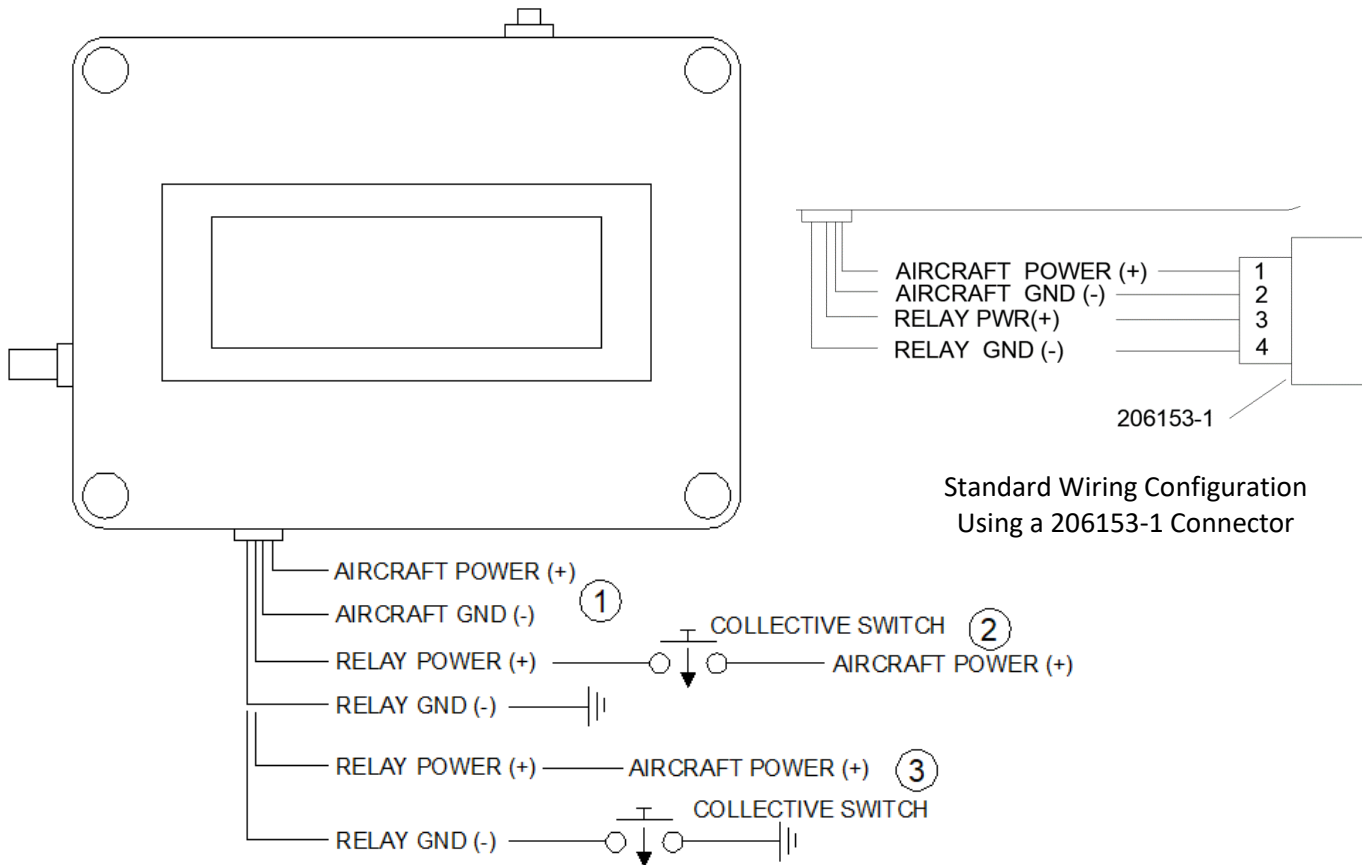 AIRCRAFT POWER (+)
1
AIRCRAFT GND (-)
2
RELAY PWR(+)
3
RELAY GND (-)
4
206153-1
Standard Wiring Configuration
Using a 206153-1 Connector
AIRCRAFT POWER (+)
1
AIRCRAFT GND (-)
COLLECTIVE SWITCH
2
RELAY POWER (+)
AIRCRAFT POWER (+)
RELAY GND (-)
RELAY POWER (+)
AIRCRAFT POWER (+)
3
COLLECTIVE SWITCH
RELAY GND (-)